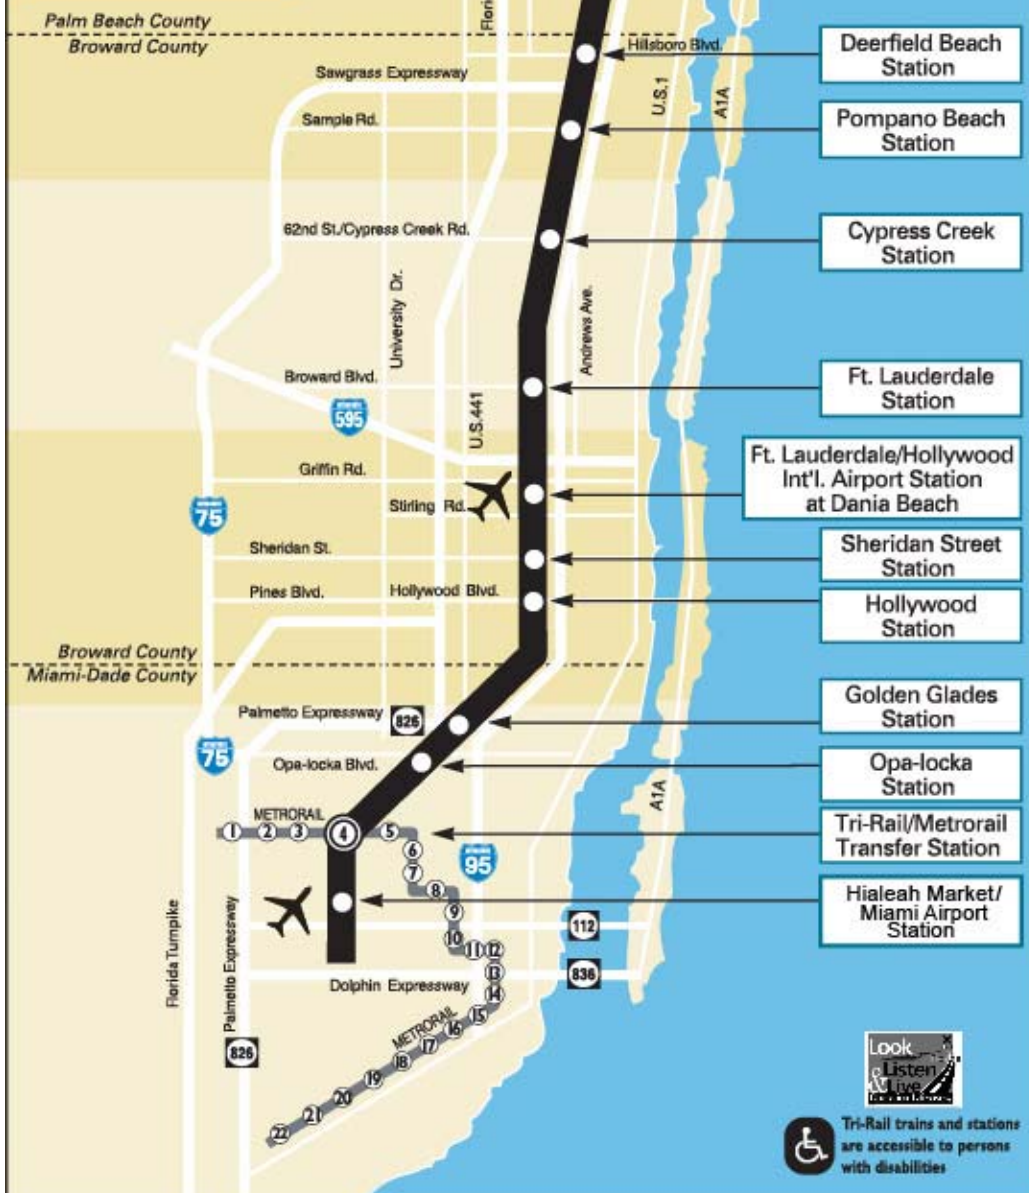 Palm Beach County
Broward County
Hillsboro Blvd.
Sawgrass Expressway
U.S.1
A1A
Sample Rd.
62nd St./Cypress Creek Rd.
University Dr.
Andrews Ave.
Broward Blvd.
595
U.S.441
Griffin Rd.
75
Stirling Rd.
Sheridan St.
Pines Blvd.
Hollywood Blvd.
Broward County
Miami-Dade County
Palmetto Expressway
826
75
Opa-locka Blvd.
A1A
METRORAIL
1
2
3
4
5
6
7
8
95
9
10
11
12
13
14
15
16
17
18
19
20
21
22
112
836
Dolphin Expressway
METRORAIL
Florida Turnpike
Palmetto Expressway
826
Deerfield Beach
Station
Pompano Beach
Station
Cypress Creek
Station
Ft. Lauderdale
Station
Ft. Lauderdale/Hollywood
Int'l. Airport Station
at Dania Beach
Sheridan Street
Station
Hollywood
Station
Golden Glades
Station
Opa-locka
Station
Tri-Rail/Metrorail
Transfer Station
Hialeah Market/
Miami Airport
Station
Look
& Listen
Live
Tri-Rail trains and stations
are accessible to persons
with disabilities